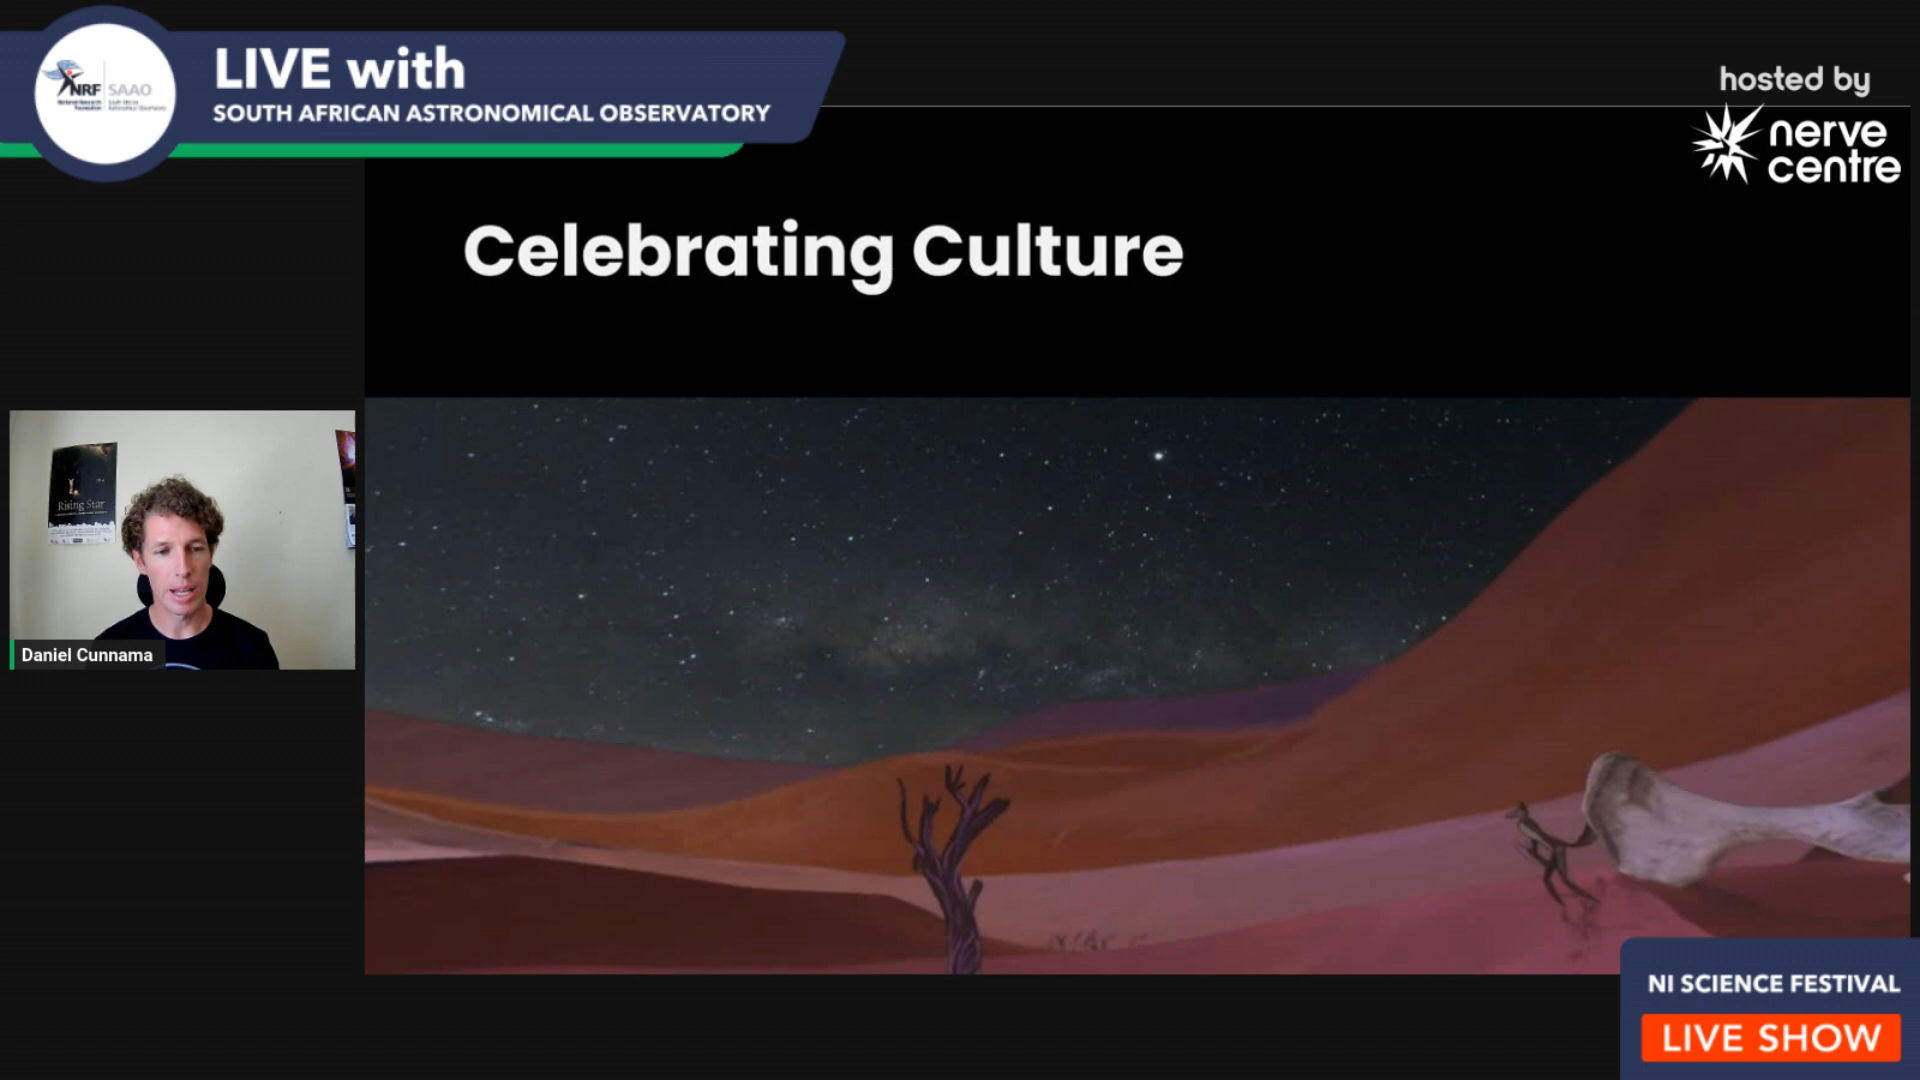 LIVE with
SOUTH AFRICAN ASTRONOMICAL OBSERVATORY
NRF
SAAO
hosted by
nerve
centre
Celebrating Culture
Rising Star
Daniel Cunnama
NI SCIENCE FESTIVAL
LIVE SHOW